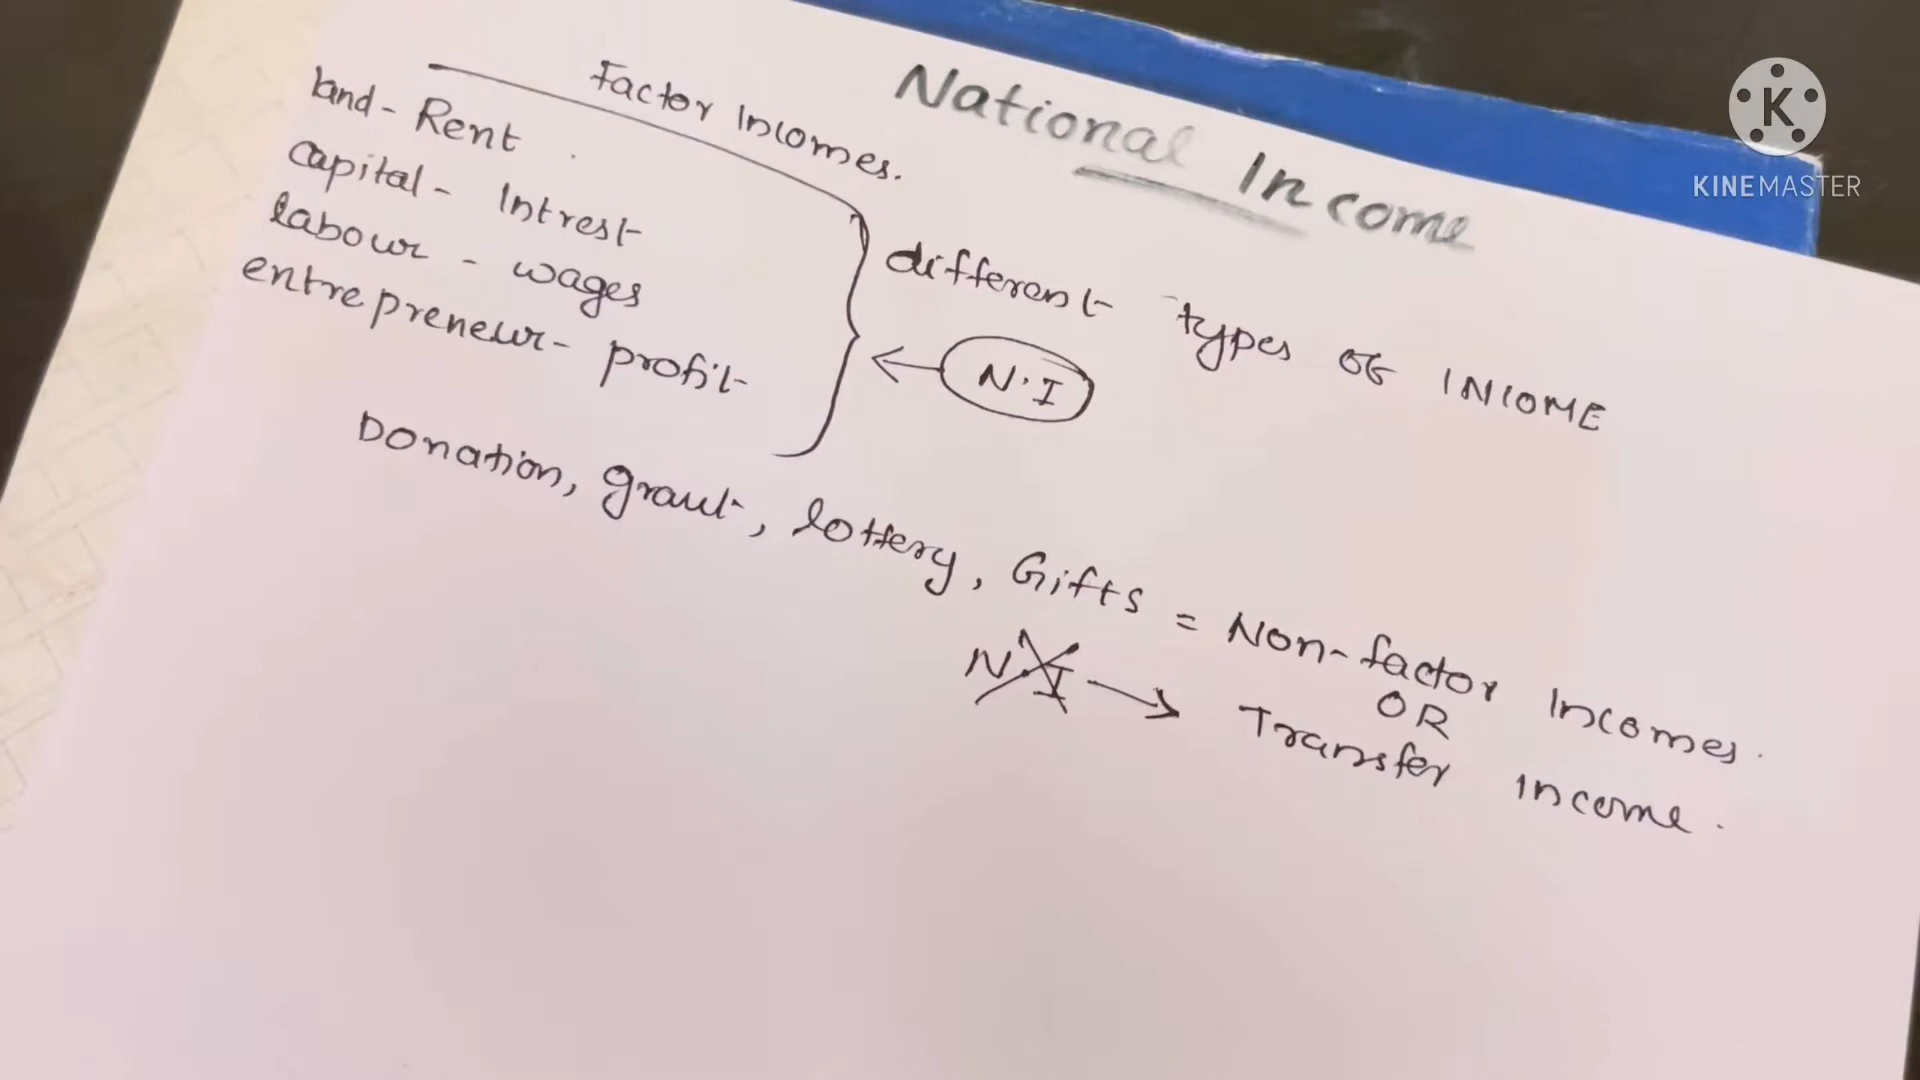 National Income
Factor Incomes.
land - Rent
capital - Intrest
labour - wages
entrepreneur - profit
different types of INCOME
N.I
Donation, grant, lottery, Gifts = Non-factor Incomes.
OR
N.I → Transfer Income.
K
KINEMASTER